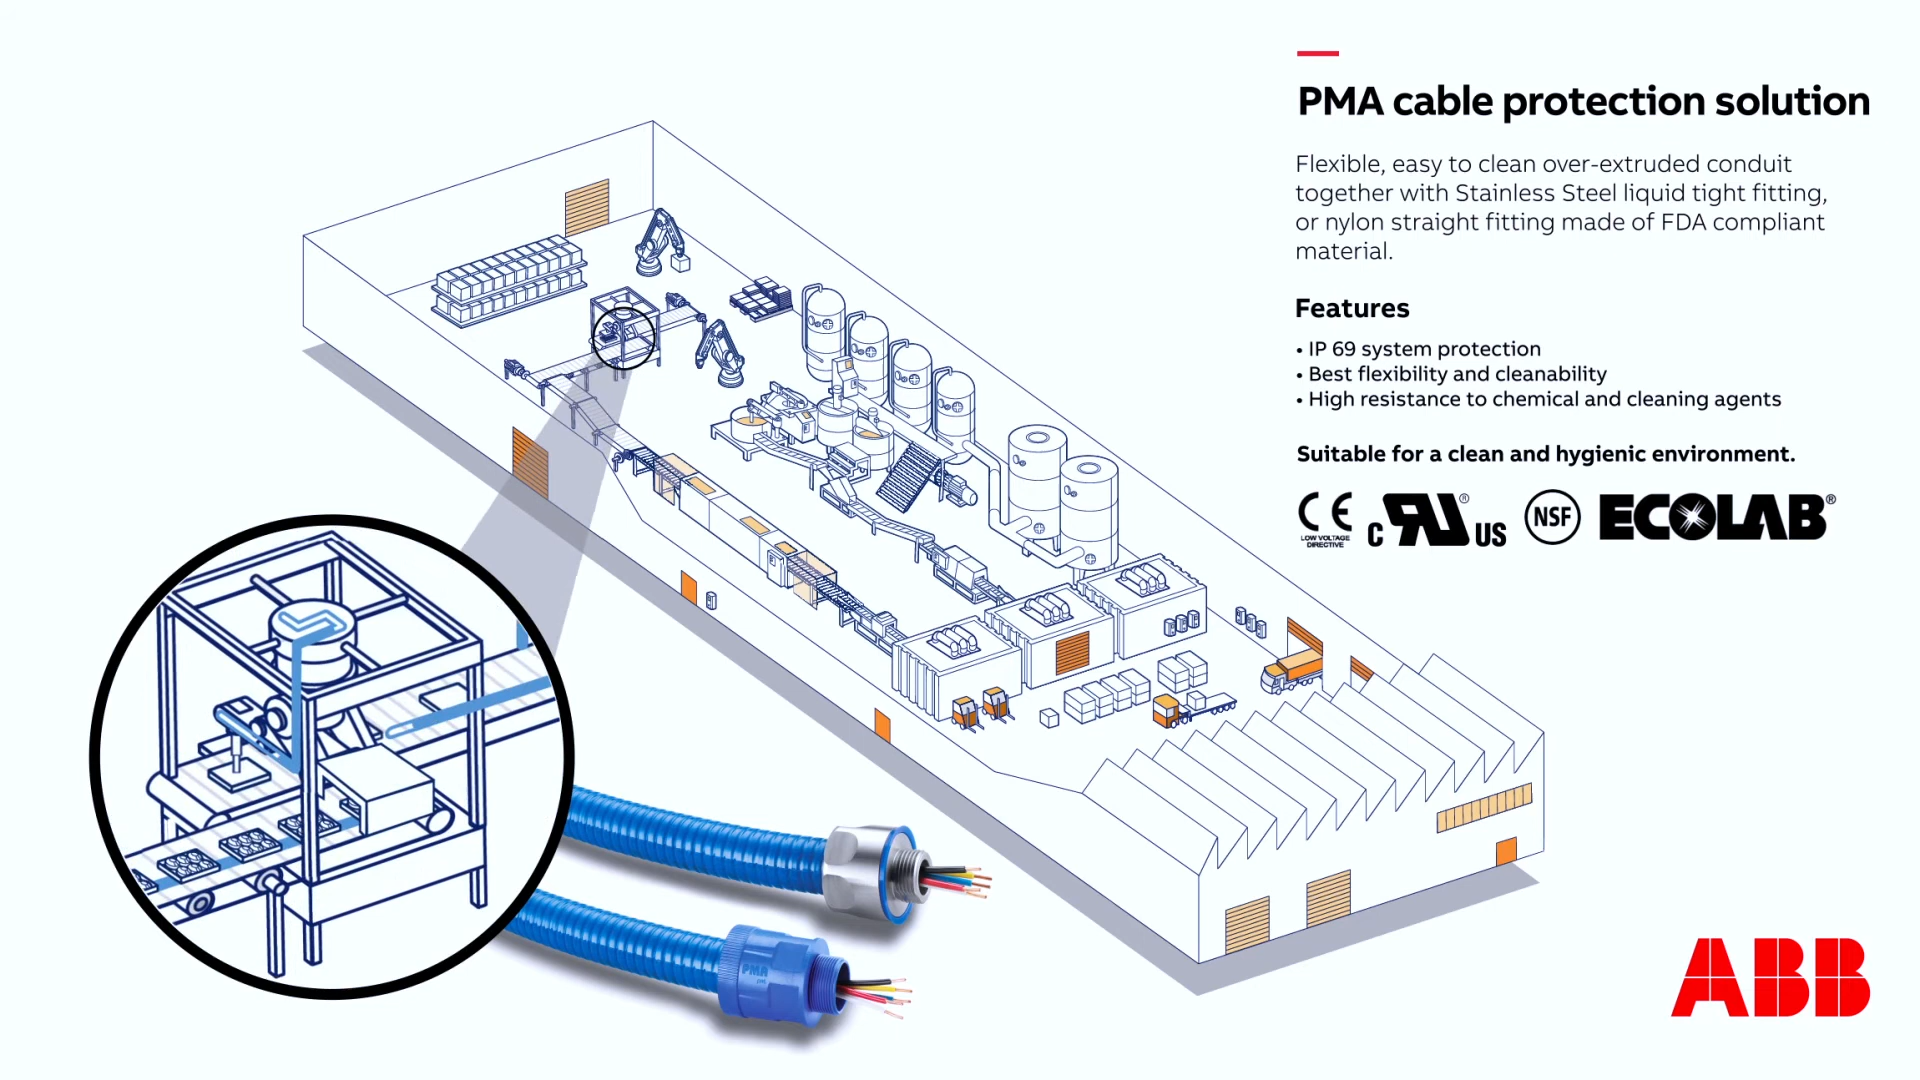 PMA cable protection solution
Flexible, easy to clean over-extruded conduit
together with Stainless Steel liquid tight fitting,
or nylon straight fitting made of FDA compliant
material.
Features
• IP 69 system protection
• Best flexibility and cleanability
• High resistance to chemical and cleaning agents
Suitable for a clean and hygienic environment.
CE
LOW VOLTAGE
DIRECTIVE
C RU® US
NSF
ECOLAB®
PMA
ABB